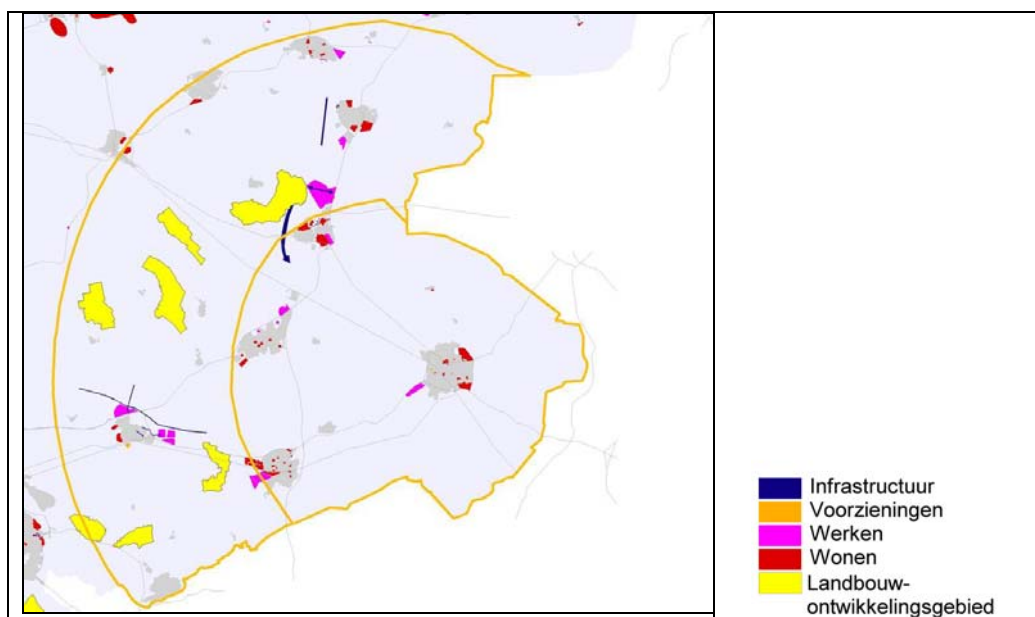 Infrastructuur
Voorzieningen
Werken
Wonen
Landbouw-
ontwikkelingsgebied